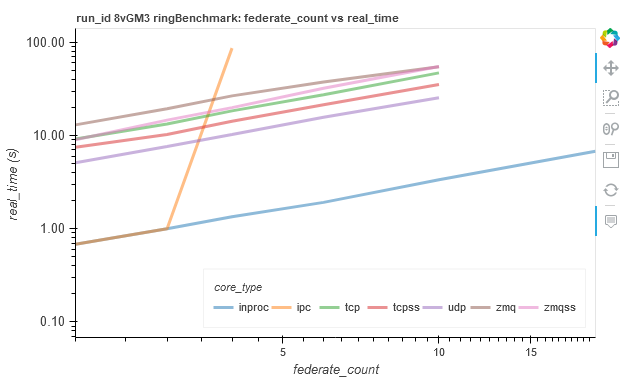 run_id 8vGM3 ringBenchmark: federate_count vs real_time
100.00
10.00
1.00
0.10
real_time (s)
5
10
15
federate_count
core_type
inproc ipc tcp tcpss udp zmq zmqss